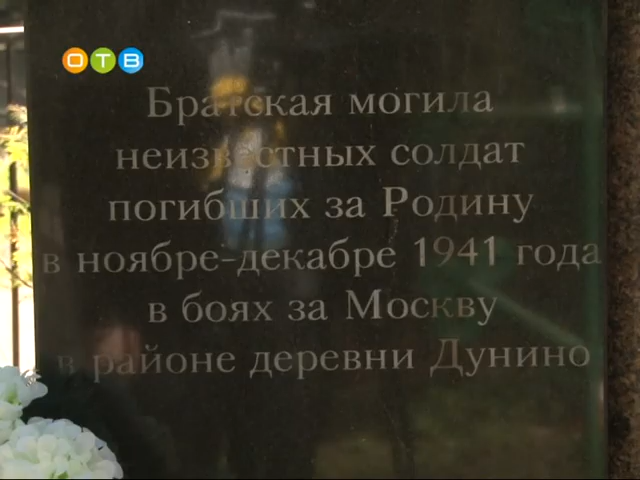 ОТВ
Братская могила
неизвестных солдат
погибших за Родину
в ноябре-декабре 1941 года
в боях за Москву
в районе деревни Дунино